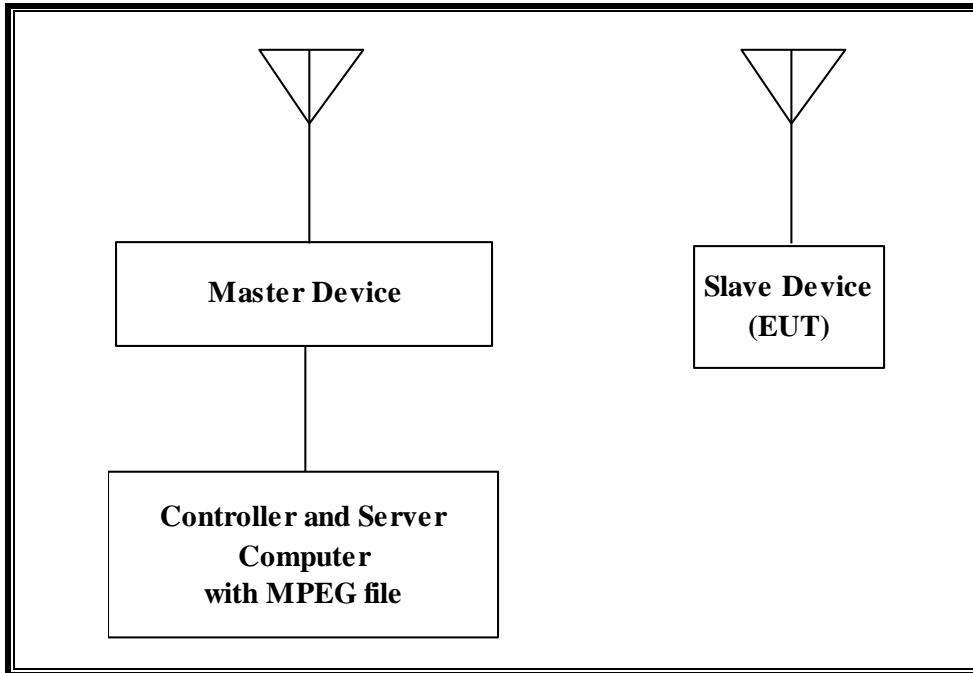 Master Device
Slave Device
(EUT)
Controller and Server
Computer
with MPEG file